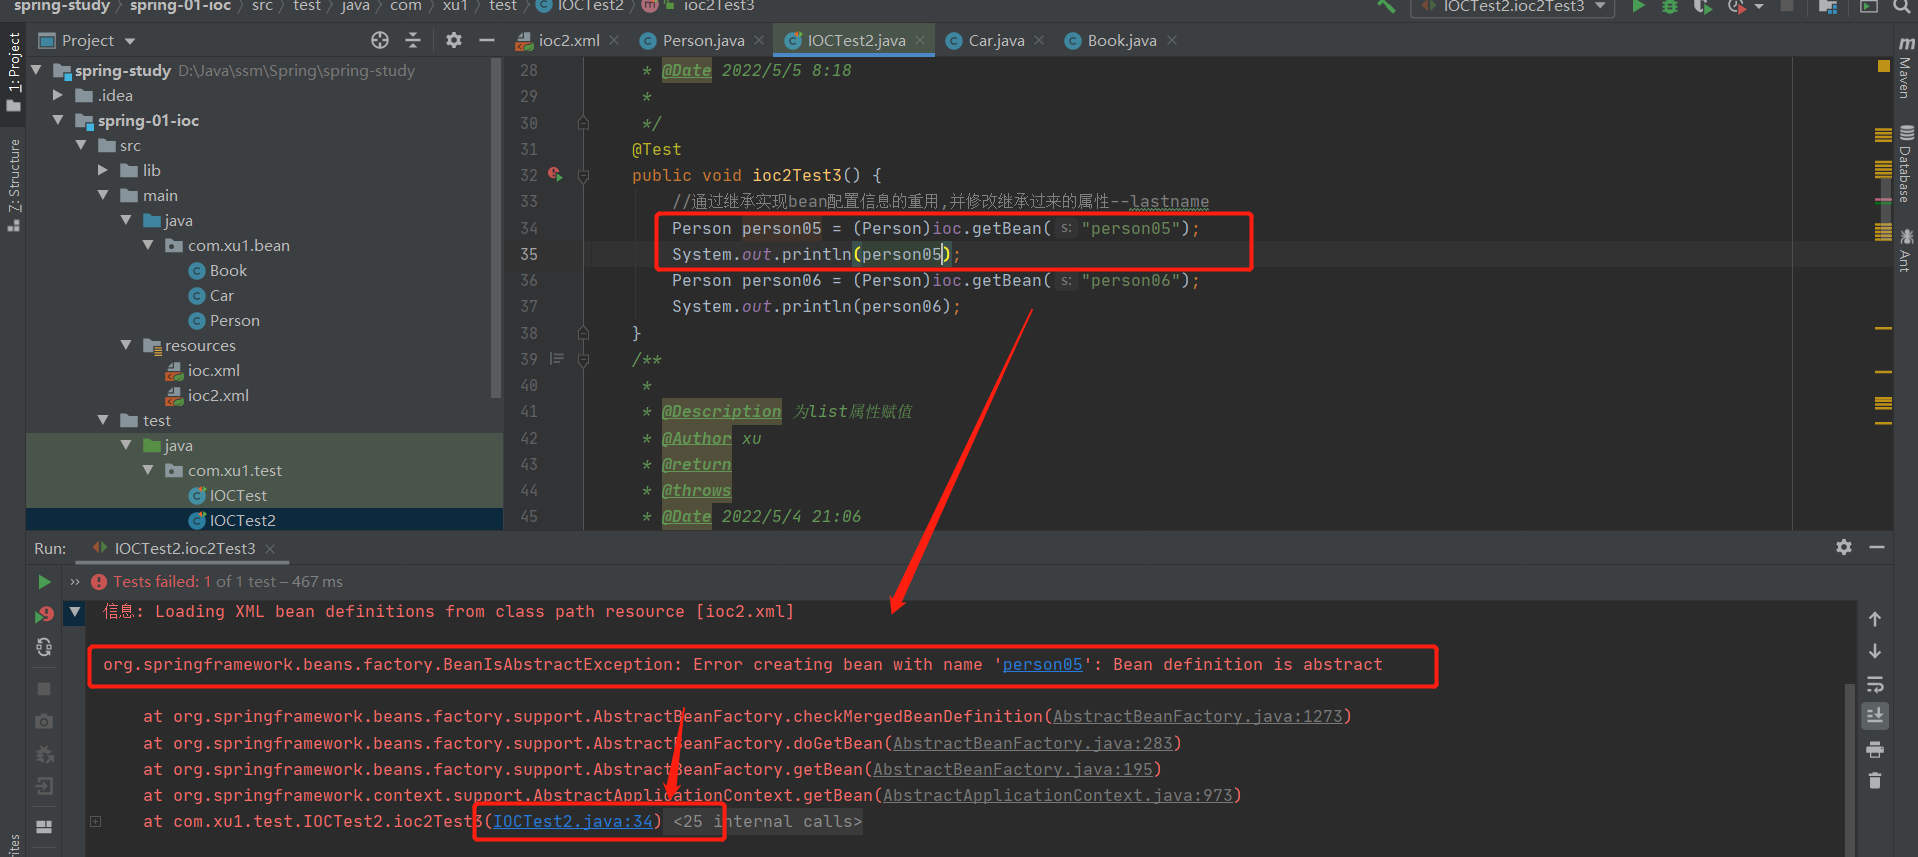 spring-study 〉 spring-01-ioc 〉 src 〉 test 〉 java 〉 com 〉 xu1 〉 test 〉 IOCTest2 〉 ioc2Test3
IOCTest2.ioc2Test3
Project
ioc2.xml
Person.java
IOCTest2.java
Car.java
Book.java
1: Project
Z: Structure
Maven
Database
Ant
spring-study D:\Java\ssm\Spring\spring-study
.idea
spring-01-ioc
src
lib
main
java
com.xu1.bean
Book
Car
Person
resources
ioc.xml
ioc2.xml
test
java
com.xu1.test
IOCTest
IOCTest2
28 * @Date 2022/5/5 8:18
29 *
30 */
31 @Test
32 public void ioc2Test3() {
33 //通过继承实现bean配置信息的重用,并修改继承过来的属性--lastname
34 Person person05 = (Person)ioc.getBean( s: "person05");
35 System.out.println(person05);
36 Person person06 = (Person)ioc.getBean( s: "person06");
37 System.out.println(person06);
38 }
39 /**
40 *
41 * @Description 为list属性赋值
42 * @Author xu
43 * @return
44 * @throws
45 * @Date 2022/5/4 21:06
Run: IOCTest2.ioc2Test3
» Tests failed: 1 of 1 test – 467 ms
信息: Loading XML bean definitions from class path resource [ioc2.xml]
org.springframework.beans.factory.BeanIsAbstractException: Error creating bean with name 'person05': Bean definition is abstract
at org.springframework.beans.factory.support.AbstractBeanFactory.checkMergedBeanDefinition(AbstractBeanFactory.java:1273)
at org.springframework.beans.factory.support.AbstractBeanFactory.doGetBean(AbstractBeanFactory.java:283)
at org.springframework.beans.factory.support.AbstractBeanFactory.getBean(AbstractBeanFactory.java:195)
at org.springframework.context.support.AbstractApplicationContext.getBean(AbstractApplicationContext.java:973)
at com.xu1.test.IOCTest2.ioc2Test3(IOCTest2.java:34) <25 internal calls>